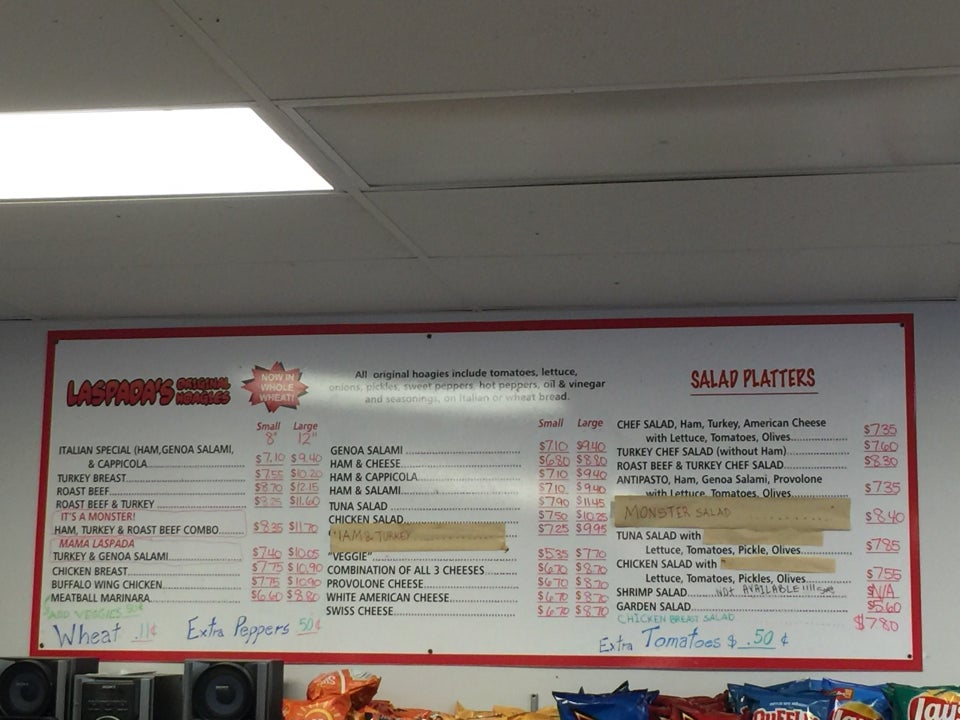 LASPADA'S ORIGINAL HOAGIES
NOW IN WHOLE WHEAT!
Small Large
8" 12"
ITALIAN SPECIAL (HAM,GENOA SALAMI,
& CAPPICOLA $7.10 $9.40
TURKEY BREAST $7.55 $10.20
ROAST BEEF $8.70 $12.15
ROAST BEEF & TURKEY $8.25 $11.60
IT'S A MONSTER!
HAM, TURKEY & ROAST BEEF COMBO $8.35 $11.70
MAMA LASPADA
TURKEY & GENOA SALAMI $7.40 $10.05
CHICKEN BREAST $7.75 $10.90
BUFFALO WING CHICKEN $7.75 $10.90
MEATBALL MARINARA $6.60 $8.80
ADD VEGGIES 50¢
Wheat .11¢ Extra Peppers 50¢
All original hoagies include tomatoes, lettuce,
onions, pickles, sweet peppers, hot peppers, oil & vinegar
and seasonings, on Italian or wheat bread.
Small Large
GENOA SALAMI $7.10 $9.40
HAM & CHEESE $6.80 $8.80
HAM & CAPPICOLA $7.10 $9.40
HAM & SALAMI $7.10 $9.40
TUNA SALAD $7.90 $11.45
CHICKEN SALAD $7.50 $10.25
HAM & TURKEY $7.25 $9.95
"VEGGIE" $5.35 $7.70
COMBINATION OF ALL 3 CHEESES $6.70 $8.70
PROVOLONE CHEESE $6.70 $8.70
WHITE AMERICAN CHEESE $6.70 $8.70
SWISS CHEESE $6.70 $8.70
SALAD PLATTERS
CHEF SALAD, Ham, Turkey, American Cheese
with Lettuce, Tomatoes, Olives $7.35
TURKEY CHEF SALAD (without Ham) $7.60
ROAST BEEF & TURKEY CHEF SALAD $8.30
ANTIPASTO, Ham, Genoa Salami, Provolone
with Lettuce, Tomatoes, Olives $7.35
MONSTER SALAD $8.40
TUNA SALAD with
Lettuce, Tomatoes, Pickle, Olives $7.85
CHICKEN SALAD with
Lettuce, Tomatoes, Pickles, Olives $7.55
SHRIMP SALAD NOT AVAILABLE!!!! N/A
GARDEN SALAD $5.60
CHICKEN BREAST SALAD $7.80
Extra Tomatoes $ .50 ¢
SONY
Lay's